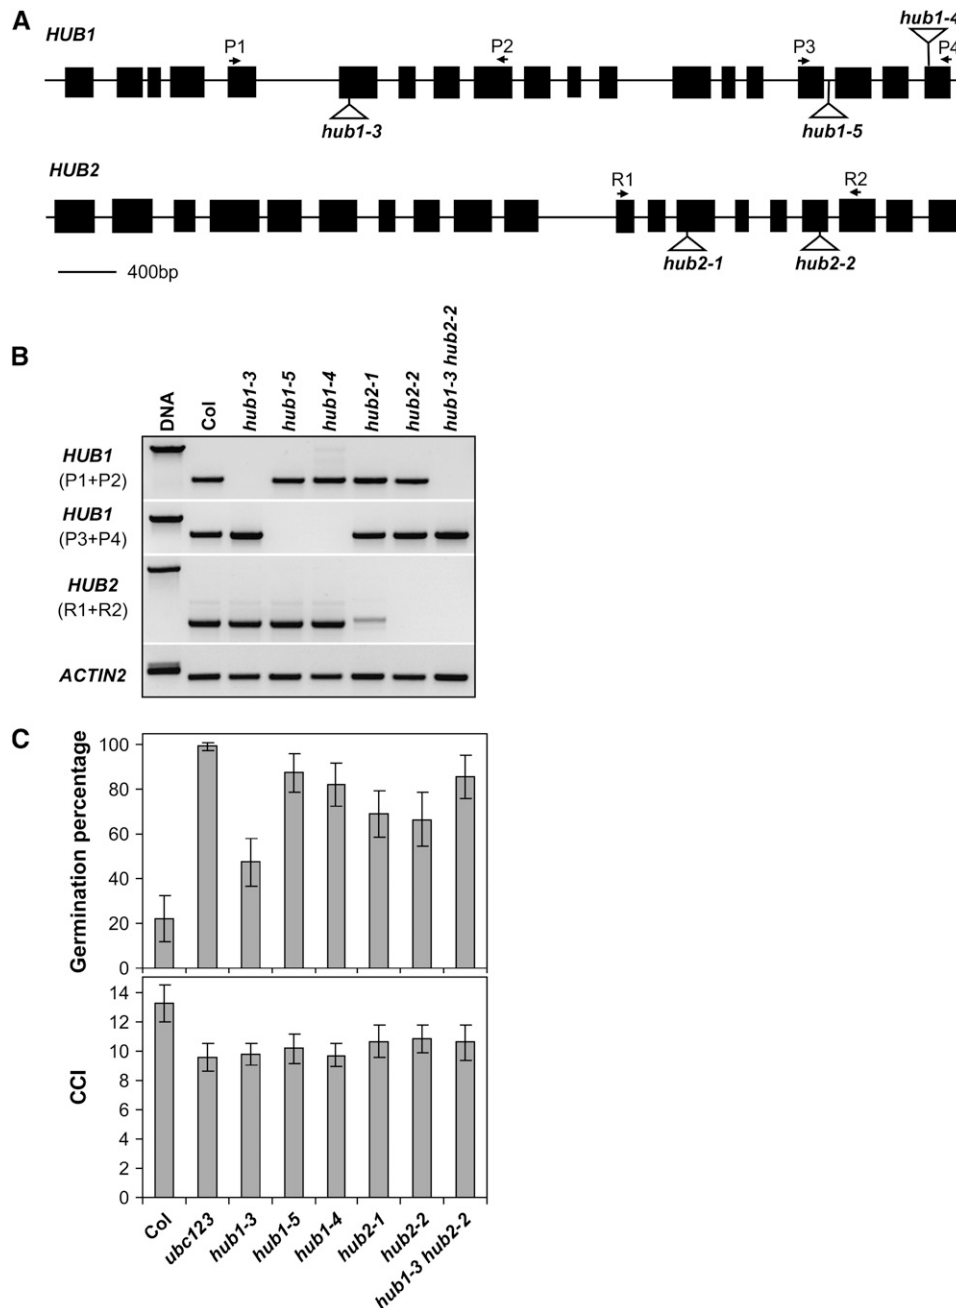 A
HUB1
P1
P2
P3
hub1-4
P4
hub1-3
hub1-5
HUB2
R1
R2
hub2-1
hub2-2
400bp
B
DNA
Col
hub1-3
hub1-5
hub1-4
hub2-1
hub2-2
hub1-3 hub2-2
HUB1
(P1+P2)
HUB1
(P3+P4)
HUB2
(R1+R2)
ACTIN2
C
Germination percentage
100
80
60
40
20
0
CCI
14
12
10
8
6
4
2
0
Col
ubc123
hub1-3
hub1-5
hub1-4
hub2-1
hub2-2
hub1-3 hub2-2